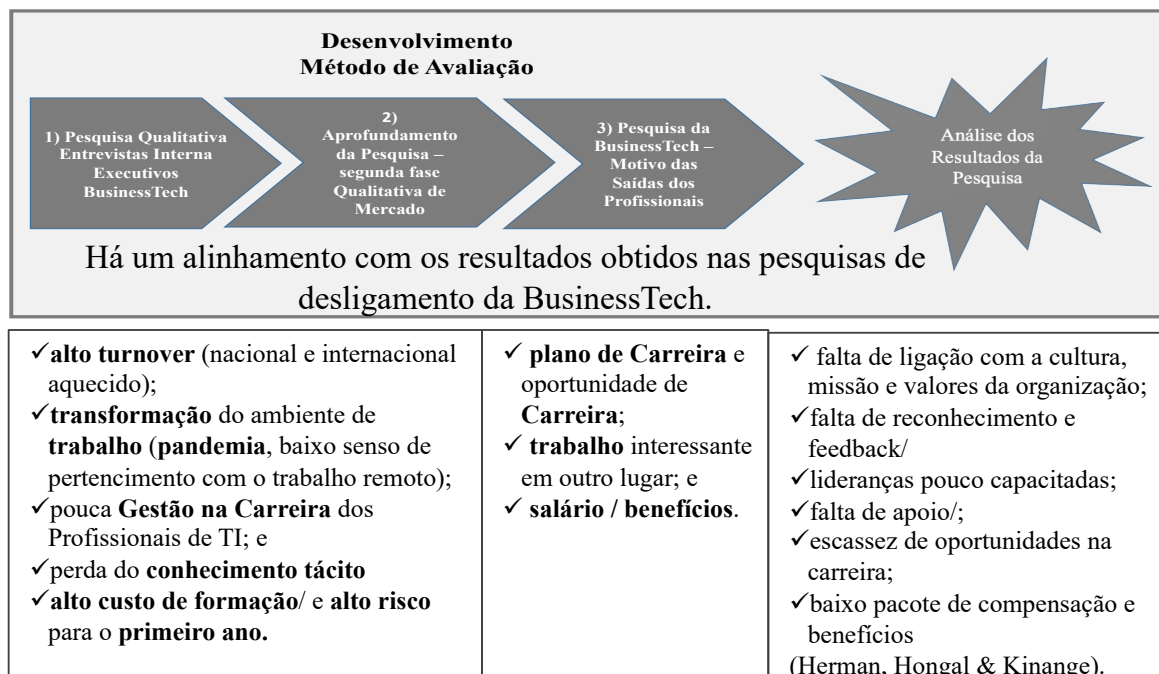 Desenvolvimento
Método de Avaliação
1) Pesquisa Qualitativa
Entrevistas Interna
Executivos
BusinessTech
2)
Aprofundamento
da Pesquisa –
segunda fase
Qualitativa de
Mercado
3) Pesquisa da
BusinessTech –
Motivo das
Saídas dos
Profissionais
Análise dos
Resultados da
Pesquisa
Há um alinhamento com os resultados obtidos nas pesquisas de
desligamento da BusinessTech.
✓alto turnover (nacional e internacional
aquecido);
✓transformação do ambiente de
trabalho (pandemia, baixo senso de
pertencimento com o trabalho remoto);
✓pouca Gestão na Carreira dos
Profissionais de TI; e
✓perda do conhecimento tácito
✓alto custo de formação/ e alto risco
para o primeiro ano.
✓ plano de Carreira e
oportunidade de
Carreira;
✓ trabalho interessante
em outro lugar; e
✓ salário / benefícios.
✓ falta de ligação com a cultura,
missão e valores da organização;
✓falta de reconhecimento e
feedback/
✓lideranças pouco capacitadas;
✓falta de apoio/;
✓escassez de oportunidades na
carreira;
✓baixo pacote de compensação e
benefícios
(Herman, Hongal & Kinange).